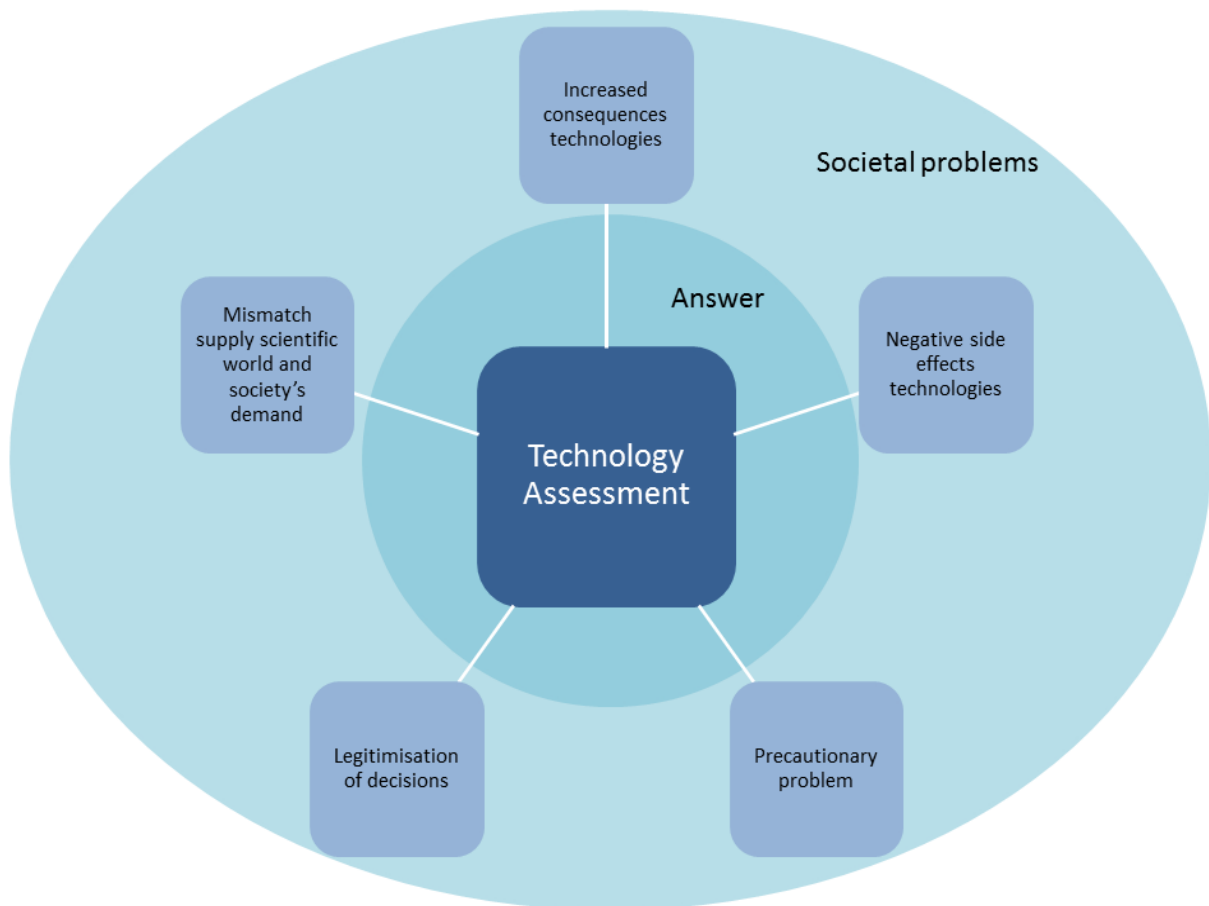 Increased
consequences
technologies
Societal problems
Answer
Mismatch
supply scientific
world and
society’s
demand
Negative side
effects
technologies
Technology
Assessment
Legitimisation
of decisions
Precautionary
problem